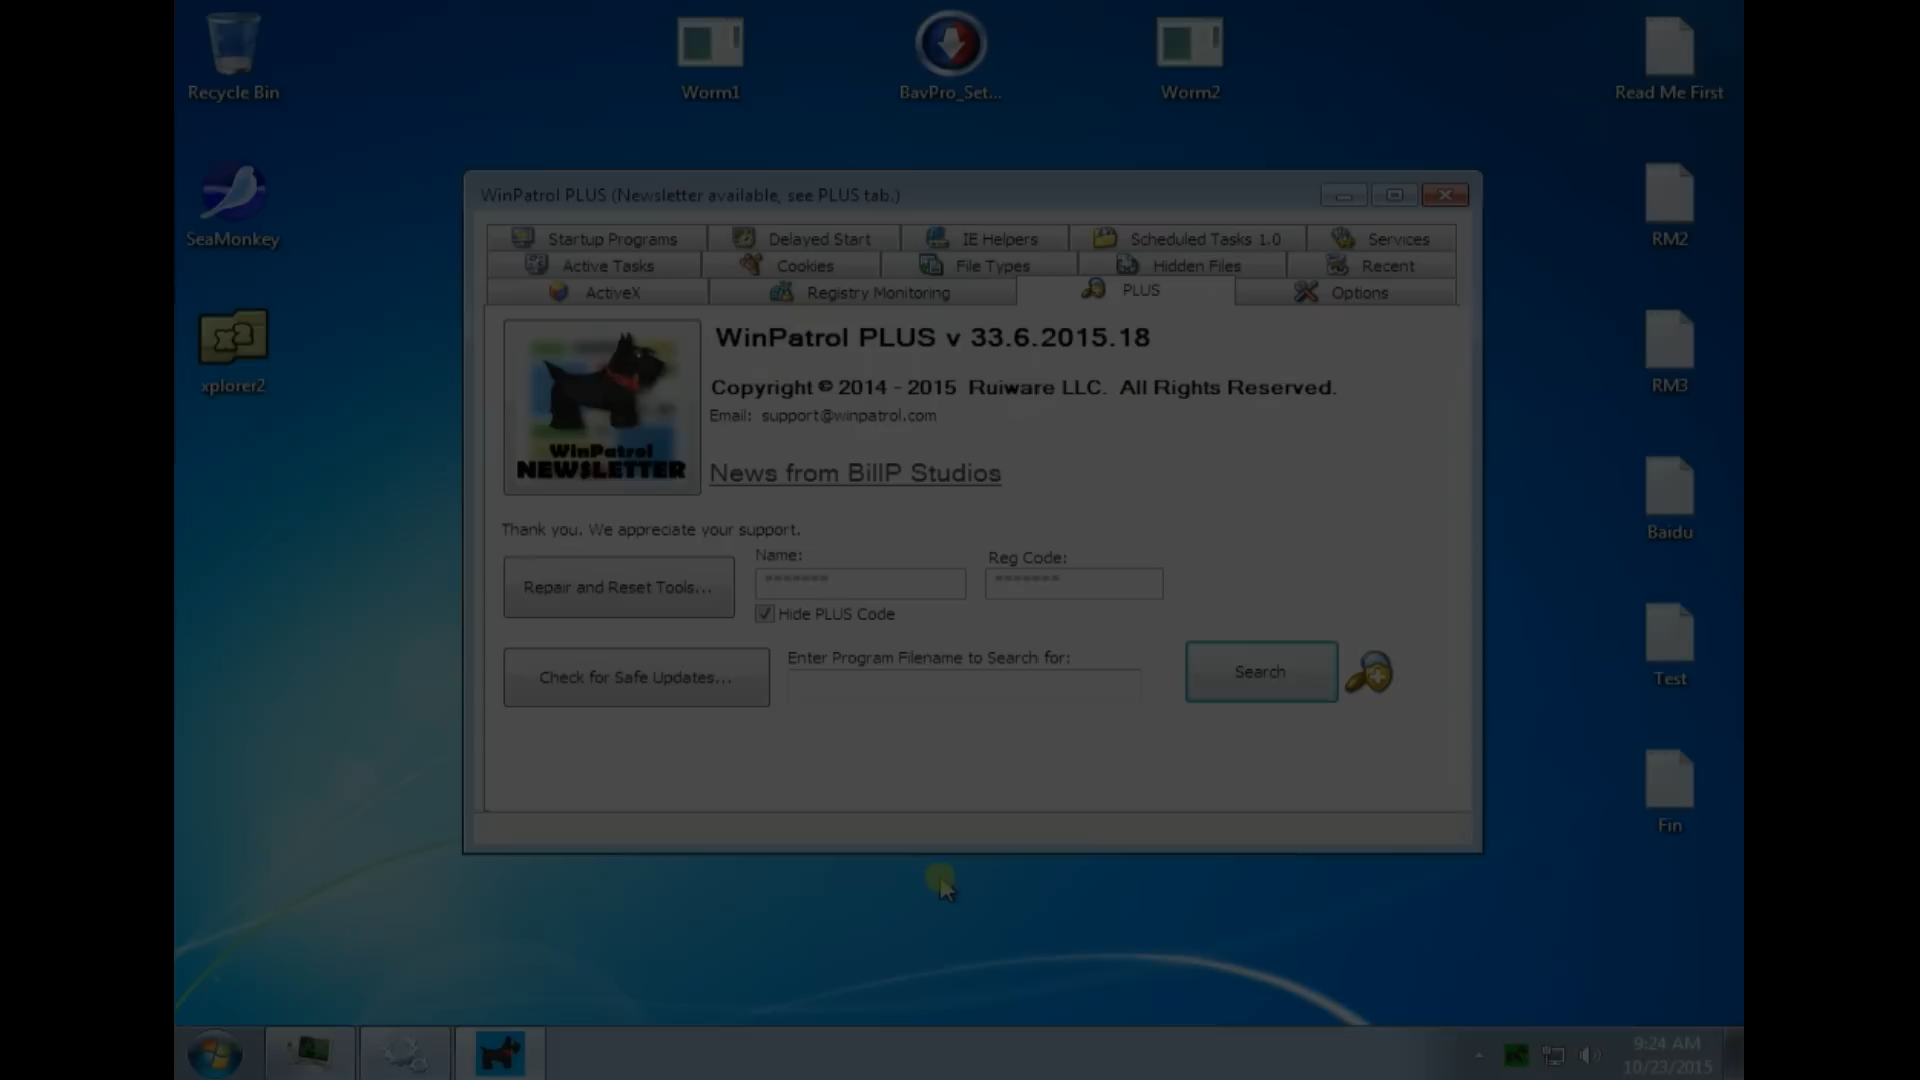 Recycle Bin
Worm1
BavPro_Set...
Worm2
Read Me First
SeaMonkey
RM2
xplorer2
RM3
Baidu
Test
Fin
WinPatrol PLUS (Newsletter available, see PLUS tab.)
Startup Programs
Delayed Start
IE Helpers
Scheduled Tasks 1.0
Services
Active Tasks
Cookies
File Types
Hidden Files
Recent
ActiveX
Registry Monitoring
PLUS
Options
WinPatrol PLUS v 33.6.2015.18
Copyright © 2014 - 2015 Ruiware LLC. All Rights Reserved.
Email: support@winpatrol.com
WinPatrol
NEWSLETTER
News from BillP Studios
Thank you. We appreciate your support.
Repair and Reset Tools...
Name:
*******
Reg Code:
*******
Hide PLUS Code
Check for Safe Updates...
Enter Program Filename to Search for:
Search
9:24 AM
10/23/2015